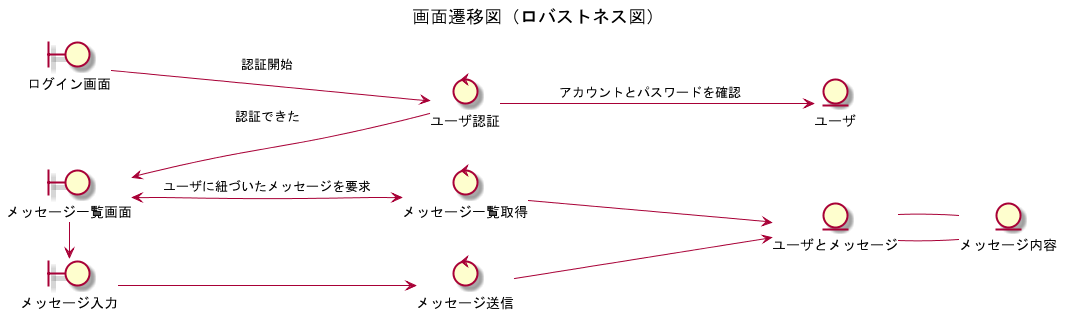 画面遷移図（ロバストネス図）
ログイン画面
認証開始
ユーザ認証
アカウントとパスワードを確認
ユーザ
認証できた
メッセージ一覧画面
ユーザに紐づいたメッセージを要求
メッセージ一覧取得
ユーザとメッセージ
メッセージ内容
メッセージ入力
メッセージ送信